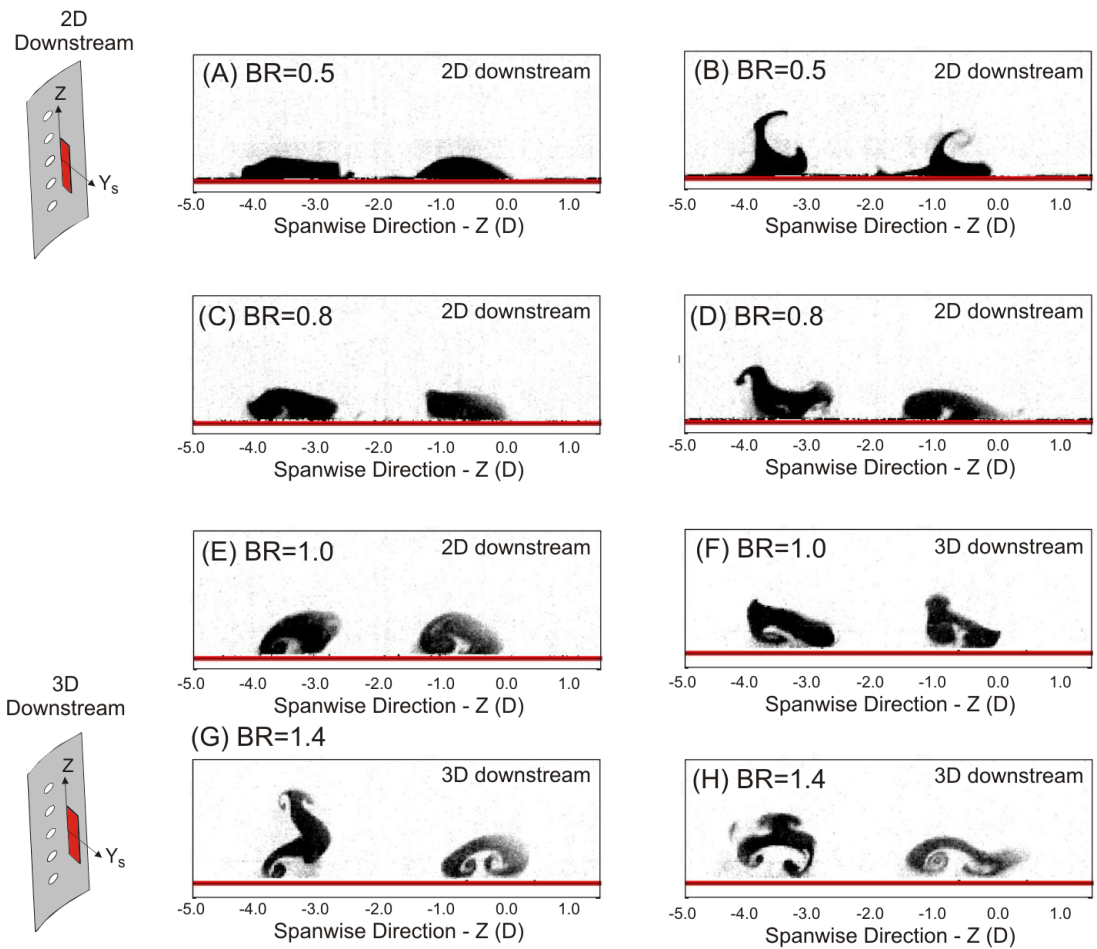 2D
Downstream
Z
Ys
(A) BR=0.5
2D downstream
-5.0 -4.0 -3.0 -2.0 -1.0 0.0 1.0
Spanwise Direction - Z (D)
(B) BR=0.5
2D downstream
-5.0 -4.0 -3.0 -2.0 -1.0 0.0 1.0
Spanwise Direction - Z (D)
(C) BR=0.8
2D downstream
-5.0 -4.0 -3.0 -2.0 -1.0 0.0 1.0
Spanwise Direction - Z (D)
(D) BR=0.8
2D downstream
-5.0 -4.0 -3.0 -2.0 -1.0 0.0 1.0
Spanwise Direction - Z (D)
(E) BR=1.0
2D downstream
-5.0 -4.0 -3.0 -2.0 -1.0 0.0 1.0
Spanwise Direction - Z (D)
(F) BR=1.0
3D downstream
-5.0 -4.0 -3.0 -2.0 -1.0 0.0 1.0
Spanwise Direction - Z (D)
3D
Downstream
Z
Ys
(G) BR=1.4
3D downstream
-5.0 -4.0 -3.0 -2.0 -1.0 0.0 1.0
Spanwise Direction - Z (D)
(H) BR=1.4
3D downstream
-5.0 -4.0 -3.0 -2.0 -1.0 0.0 1.0
Spanwise Direction - Z (D)